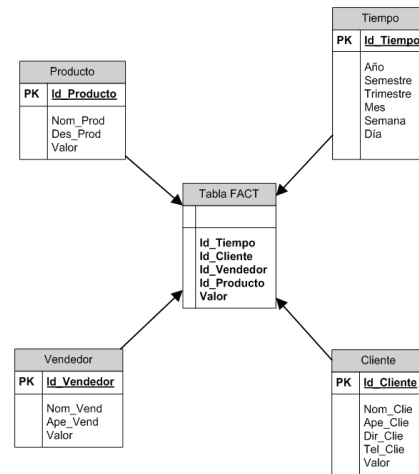 Tiempo
PK Id_Tiempo
Año
Semestre
Trimestre
Mes
Semana
Día
Producto
PK Id_Producto
Nom_Prod
Des_Prod
Valor
Tabla FACT
Id_Tiempo
Id_Cliente
Id_Vendedor
Id_Producto
Valor
Vendedor
PK Id_Vendedor
Nom_Vend
Ape_Vend
Valor
Cliente
PK Id_Cliente
Nom_Clie
Ape_Clie
Dir_Clie
Tel_Clie
Valor